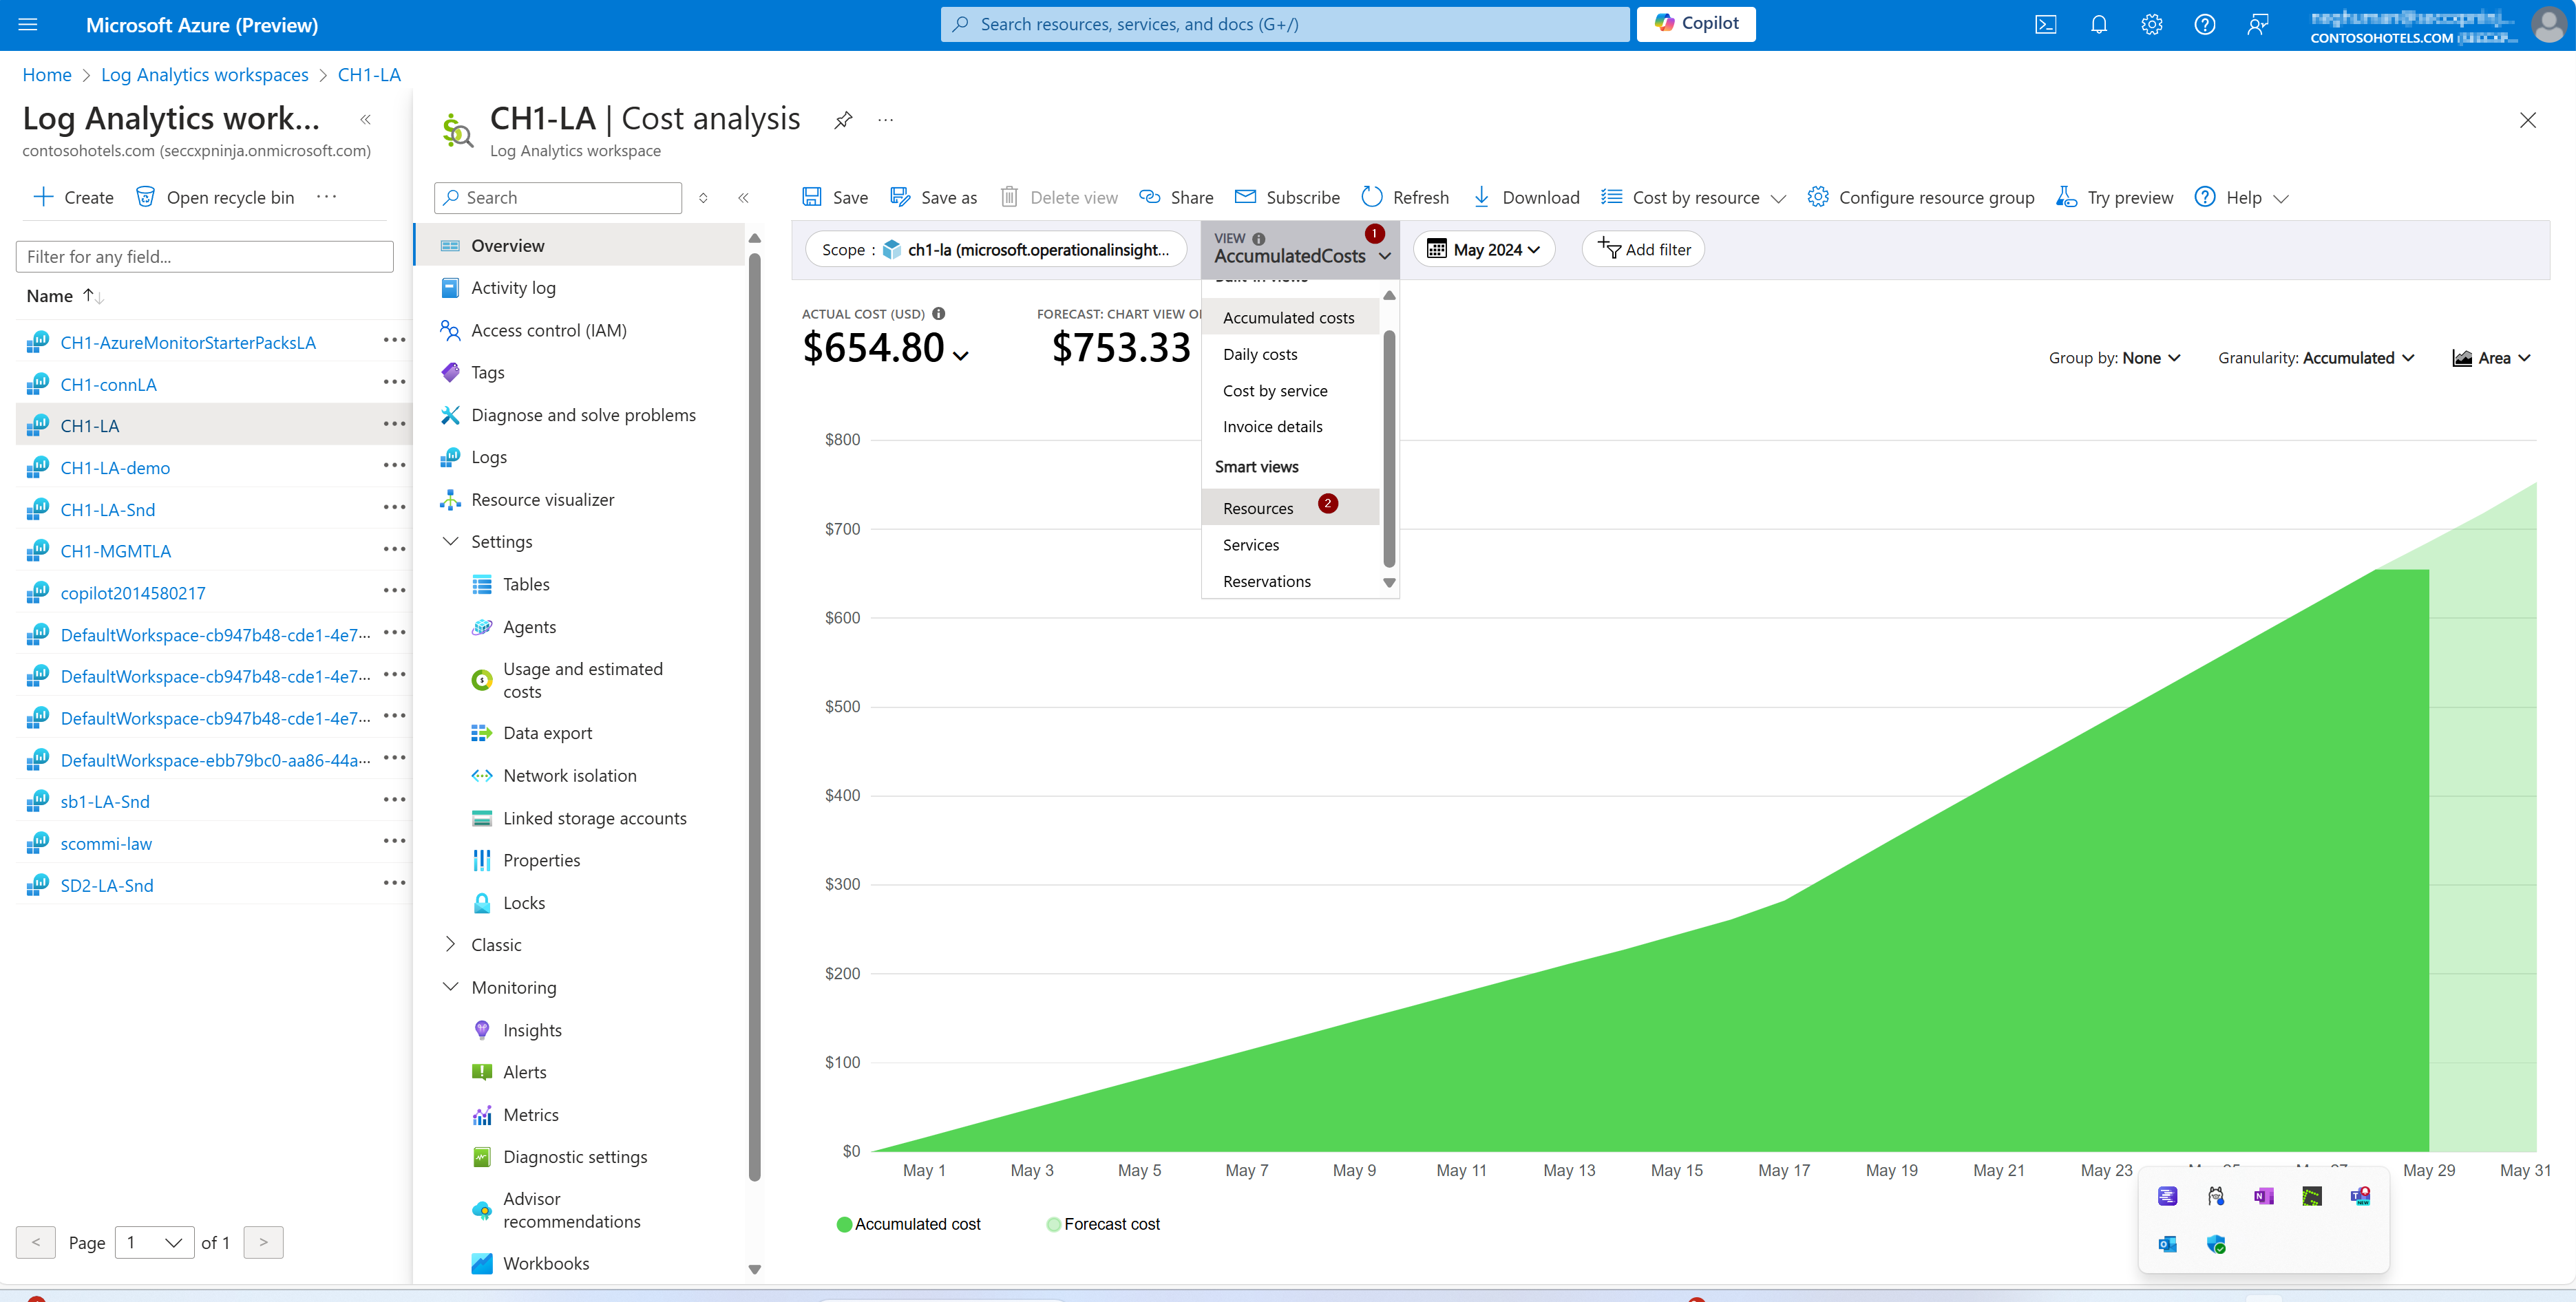 Microsoft Azure (Preview)
Search resources, services, and docs (G+/)
Copilot
CONTOSOHOTELS.COM
Home > Log Analytics workspaces > CH1-LA
Log Analytics work...
contosohotels.com (seccxpninja.onmicrosoft.com)
Create
Open recycle bin
Filter for any field...
Name
CH1-AzureMonitorStarterPacksLA
CH1-connLA
CH1-LA
CH1-LA-demo
CH1-LA-Snd
CH1-MGMTLA
copilot2014580217
DefaultWorkspace-cb947b48-cde1-4e7...
DefaultWorkspace-cb947b48-cde1-4e7...
DefaultWorkspace-cb947b48-cde1-4e7...
DefaultWorkspace-ebb79bc0-aa86-44a...
sb1-LA-Snd
scommi-law
SD2-LA-Snd
< Page 1 of 1 >
CH1-LA | Cost analysis
Log Analytics workspace
Search
Overview
Activity log
Access control (IAM)
Tags
Diagnose and solve problems
Logs
Resource visualizer
Settings
Tables
Agents
Usage and estimated
costs
Data export
Network isolation
Linked storage accounts
Properties
Locks
Classic
Monitoring
Insights
Alerts
Metrics
Diagnostic settings
Advisor
recommendations
Workbooks
Save
Save as
Delete view
Share
Subscribe
Refresh
Download
Cost by resource
Configure resource group
Try preview
Help
Scope : ch1-la (microsoft.operationalinsight...
VIEW
1
AccumulatedCosts
May 2024
Add filter
Built-in views
Accumulated costs
Daily costs
Cost by service
Invoice details
Smart views
Resources
2
Services
Reservations
ACTUAL COST (USD)
$654.80
FORECAST: CHART VIEW O
$753.33
Group by: None
Granularity: Accumulated
Area
$800
$700
$600
$500
$400
$300
$200
$100
$0
May 1
May 3
May 5
May 7
May 9
May 11
May 13
May 15
May 17
May 19
May 21
May 23
May 29
May 31
Accumulated cost
Forecast cost